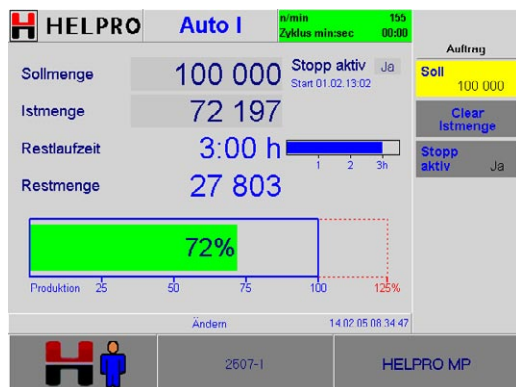 HELPRO Auto I n/min 155
Zyklus min:sec 00:00
Auftrag
Sollmenge 100 000 Stopp aktiv Ja
Start 01.02.13:02
Soll
100 000
Istmenge 72 197
Clear
Istmenge
Restlaufzeit 3:00 h
1 2 3h
Stopp
aktiv Ja
Restmenge 27 803
72%
Produktion 25 50 75 100 125%
Ändern 14.02.05 08:34:47
2507-I HELPRO MP